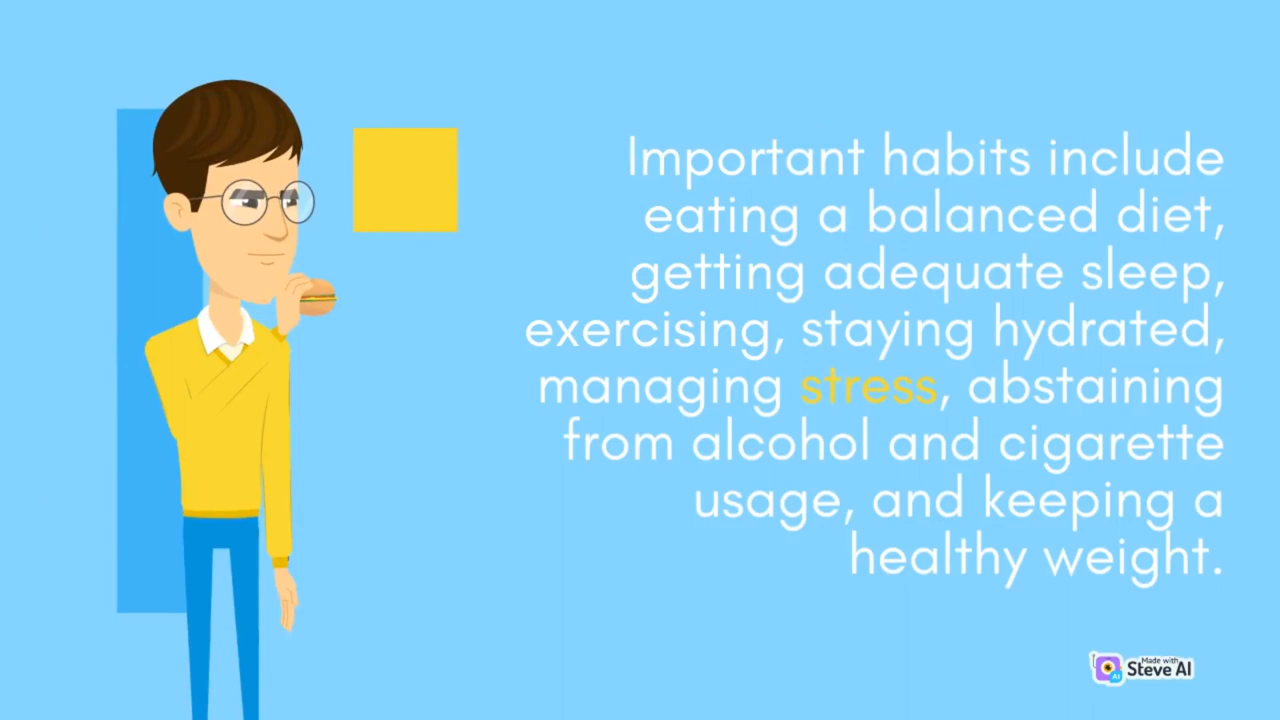 Important habits include
eating a balanced diet,
getting adequate sleep,
exercising, staying hydrated,
managing stress, abstaining
from alcohol and cigarette
usage, and keeping a
healthy weight.
Made with
Steve AI
AI